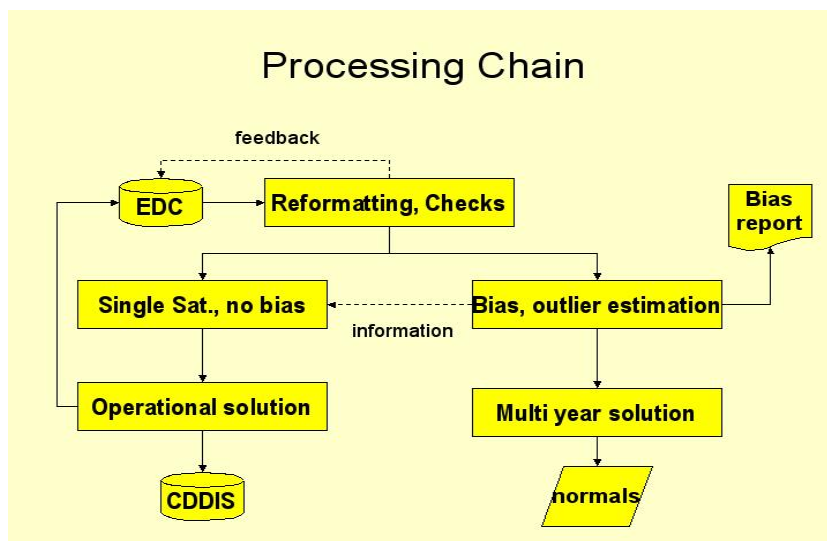 Processing Chain
feedback
EDC
Reformatting, Checks
Bias
report
Single Sat., no bias
Bias, outlier estimation
information
Operational solution
Multi year solution
CDDIS
normals